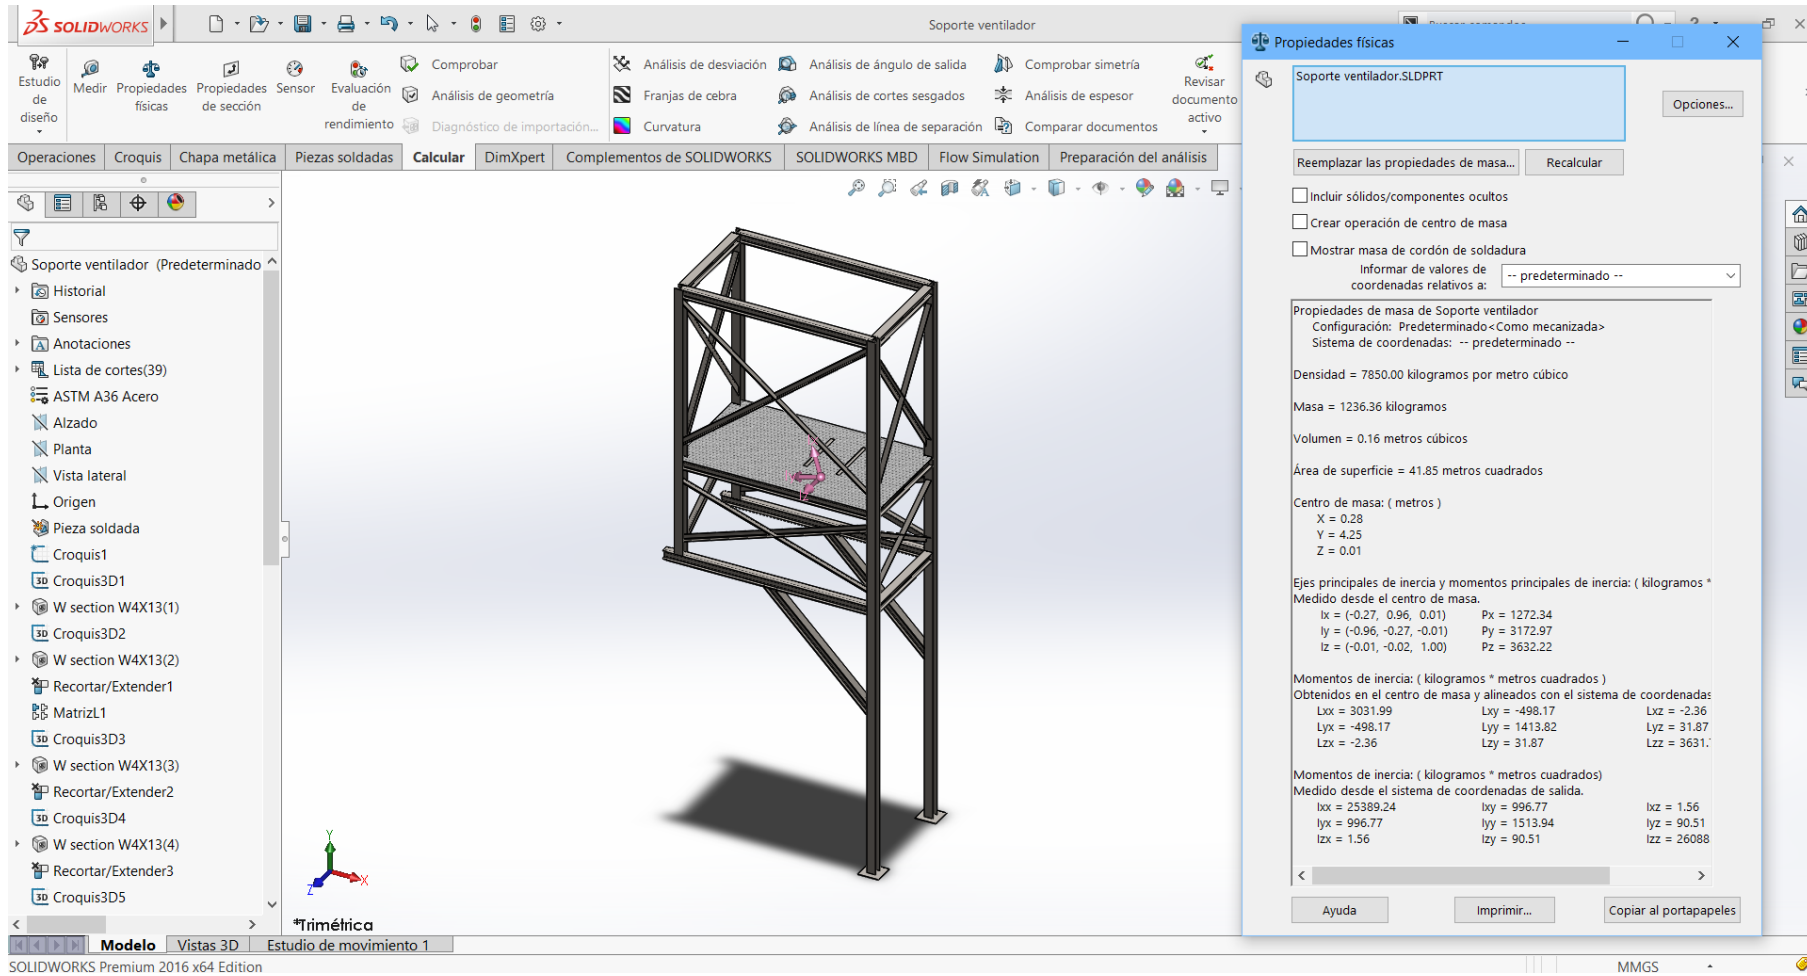 SOLIDWORKS
Soporte ventilador
Estudio de diseño
Medir
Propiedades físicas
Propiedades de sección
Sensor
Evaluación de rendimiento
Comprobar
Análisis de geometría
Diagnóstico de importación...
Análisis de desviación
Franjas de cebra
Curvatura
Análisis de ángulo de salida
Análisis de cortes sesgados
Análisis de línea de separación
Comprobar simetría
Análisis de espesor
Comparar documentos
Revisar documento activo
Operaciones
Croquis
Chapa metálica
Piezas soldadas
Calcular
DimXpert
Complementos de SOLIDWORKS
SOLIDWORKS MBD
Flow Simulation
Preparación del análisis
Soporte ventilador (Predeterminado
Historial
Sensores
Anotaciones
Lista de cortes(39)
ASTM A36 Acero
Alzado
Planta
Vista lateral
Origen
Pieza soldada
Croquis1
3D Croquis3D1
W section W4X13(1)
3D Croquis3D2
W section W4X13(2)
Recortar/Extender1
MatrizL1
3D Croquis3D3
W section W4X13(3)
Recortar/Extender2
3D Croquis3D4
W section W4X13(4)
Recortar/Extender3
3D Croquis3D5
Y
X
Z
*Trimétrica
Modelo
Vistas 3D
Estudio de movimiento 1
SOLIDWORKS Premium 2016 x64 Edition
MMGS
Propiedades físicas
Soporte ventilador.SLDPRT
Opciones...
Reemplazar las propiedades de masa...
Recalcular
Incluir sólidos/componentes ocultos
Crear operación de centro de masa
Mostrar masa de cordón de soldadura
Informar de valores de
coordenadas relativos a:
-- predeterminado --
Propiedades de masa de Soporte ventilador
Configuración: Predeterminado<Como mecanizada>
Sistema de coordenadas: -- predeterminado --
Densidad = 7850.00 kilogramos por metro cúbico
Masa = 1236.36 kilogramos
Volumen = 0.16 metros cúbicos
Área de superficie = 41.85 metros cuadrados
Centro de masa: ( metros )
X = 0.28
Y = 4.25
Z = 0.01
Ejes principales de inercia y momentos principales de inercia: ( kilogramos *
Medido desde el centro de masa.
Ix = (-0.27, 0.96, 0.01) Px = 1272.34
Iy = (-0.96, -0.27, -0.01) Py = 3172.97
Iz = (-0.01, -0.02, 1.00) Pz = 3632.22
Momentos de inercia: ( kilogramos * metros cuadrados )
Obtenidos en el centro de masa y alineados con el sistema de coordenadas
Lxx = 3031.99 Lxy = -498.17 Lxz = -2.36
Lyx = -498.17 Lyy = 1413.82 Lyz = 31.87
Lzx = -2.36 Lzy = 31.87 Lzz = 3631.
Momentos de inercia: ( kilogramos * metros cuadrados)
Medido desde el sistema de coordenadas de salida.
Ixx = 25389.24 Ixy = 996.77 Ixz = 1.56
Iyx = 996.77 Iyy = 1513.94 Iyz = 90.51
Izx = 1.56 Izy = 90.51 Izz = 26088
Ayuda
Imprimir...
Copiar al portapapeles